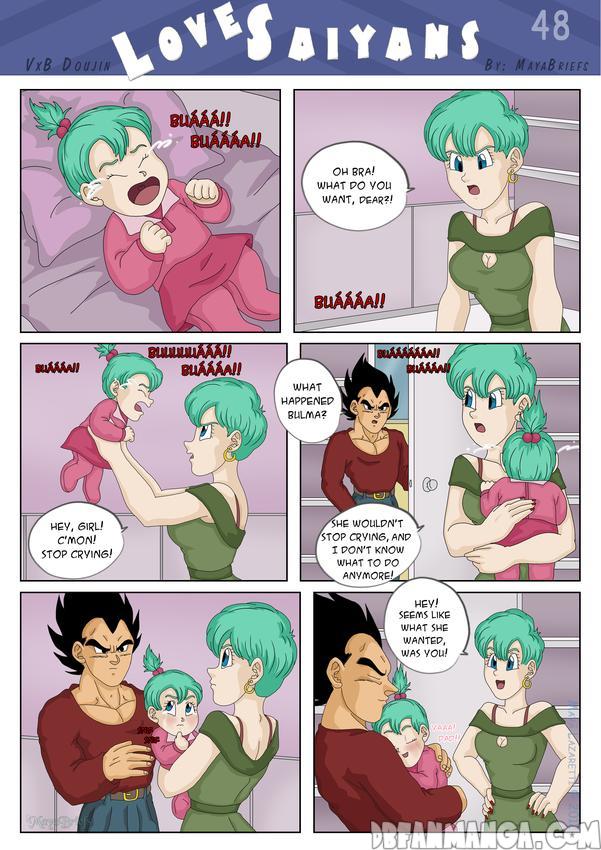 LOVE SAIYANS
48
VXB DOUJIN
BY: MAYABRIEFS
BUÁÁÁ!!
BUÁÁÁA!!
OH BRA!
WHAT DO YOU
WANT, DEAR?!
BUÁÁÁA!!
BUÁÁÁA!!
BUUUUUÁÁÁ!!
BUÁÁÁA!!
HEY, GIRL!
C'MON!
STOP CRYING!
WHAT
HAPPENED
BULMA?
BUÁÁÁÁÁÁA!!
BUÁÁÁA!!
SHE WOULDN'T
STOP CRYING, AND
I DON'T KNOW
WHAT TO DO
ANYMORE!
MayaBriefs
HEY!
SEEMS LIKE
WHAT SHE
WANTED,
WAS YOU!
DBFANMANGA.COM